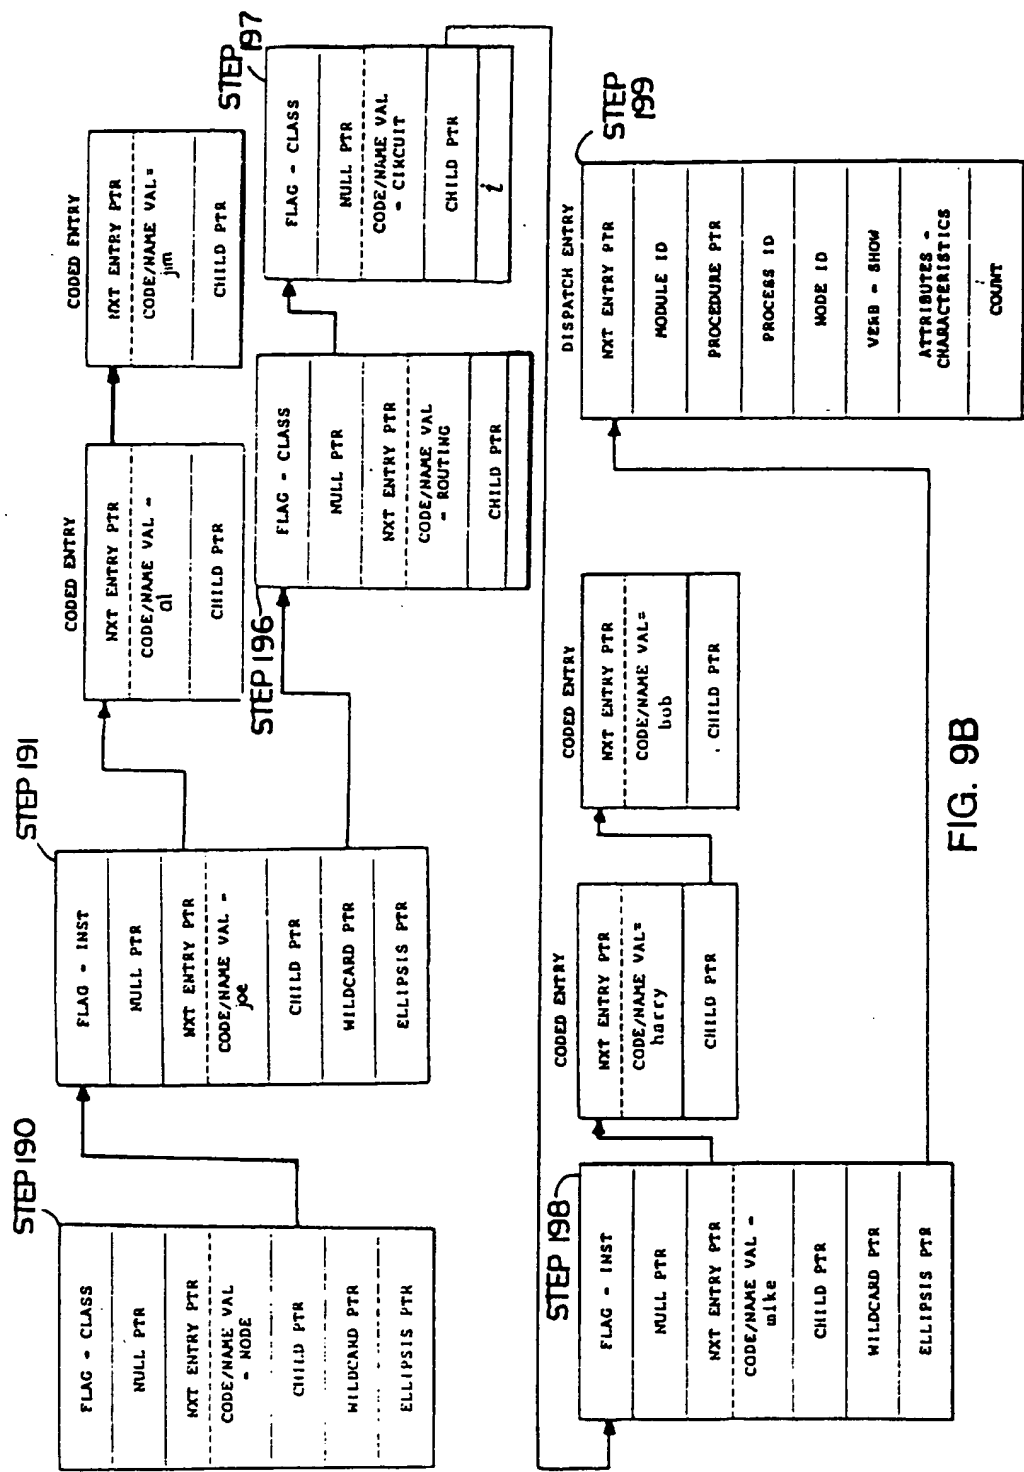 STEP 190
FLAG - CLASS
NULL PTR
NXT ENTRY PTR
CODE/NAME VAL
- NODE
CHILD PTR
WILDCARD PTR
ELLIPSIS PTR
STEP 191
FLAG - INST
NULL PTR
NXT ENTRY PTR
CODE/NAME VAL -
joe
CHILD PTR
WILDCARD PTR
ELLIPSIS PTR
CODED ENTRY
NXT ENTRY PTR
CODE/NAME VAL -
al
CHILD PTR
CODED ENTRY
NXT ENTRY PTR
CODE/NAME VAL=
jim
CHILD PTR
STEP 196
FLAG - CLASS
NULL PTR
NXT ENTRY PTR
CODE/NAME VAL
- ROUTING
CHILD PTR
STEP 197
FLAG - CLASS
NULL PTR
CODE/NAME VAL
- CIRCUIT
CHILD PTR
i
STEP 198
FLAG - INST
NULL PTR
NXT ENTRY PTR
CODE/NAME VAL -
mike
CHILD PTR
WILDCARD PTR
ELLIPSIS PTR
CODED ENTRY
NXT ENTRY PTR
CODE/NAME VAL=
harry
CHILD PTR
CODED ENTRY
NXT ENTRY PTR
CODE/NAME VAL=
bob
CHILD PTR
STEP 199
DISPATCH ENTRY
NXT ENTRY PTR
MODULE ID
PROCEDURE PTR
PROCESS ID
NODE ID
VERB - SHOW
ATTRIBUTES -
CHARACTERISTICS
COUNT
FIG. 9B